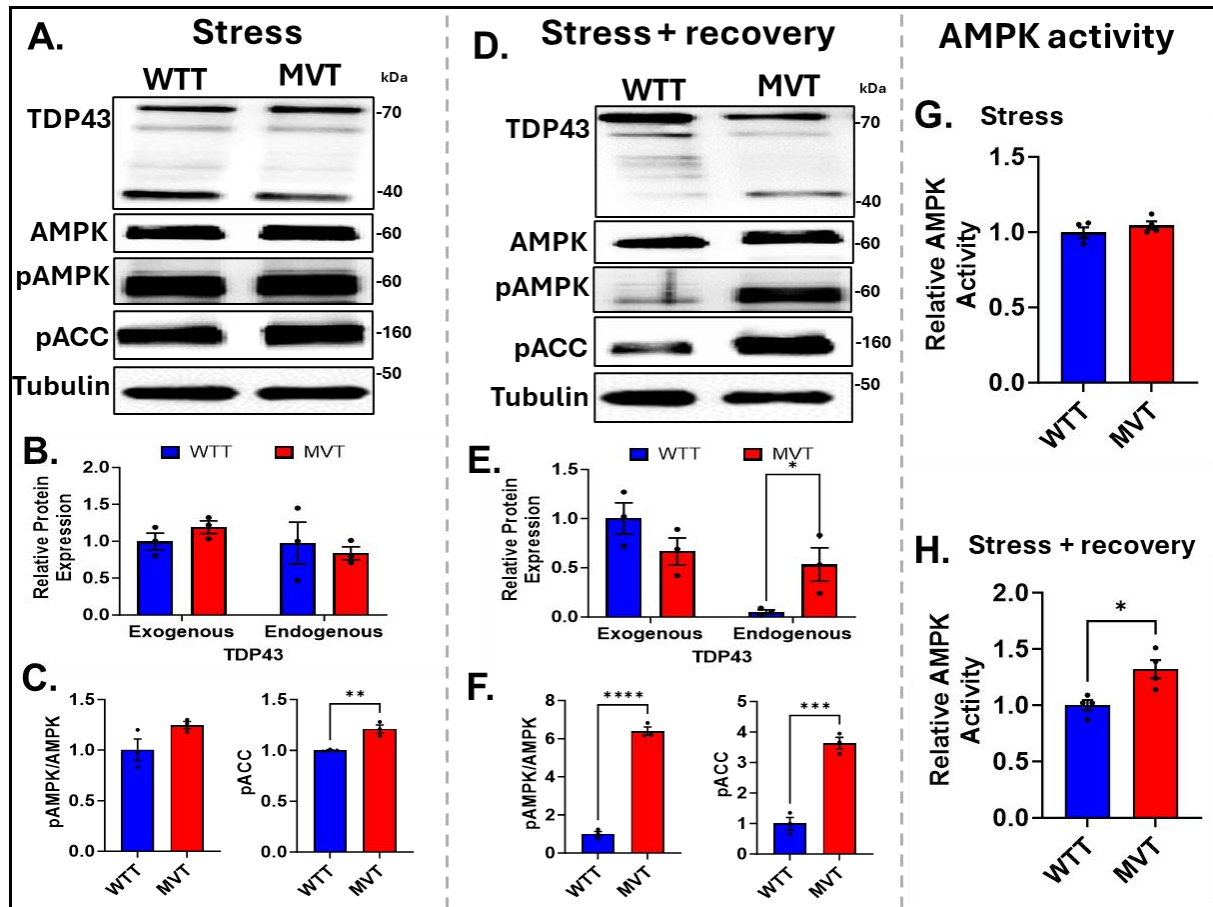 A.
Stress
WTT
MVT
kDa
TDP43
-70
-40
AMPK
-60
pAMPK
-60
pACC
-160
Tubulin
-50
B.
WTT
MVT
Relative Protein
Expression
2.0
1.5
1.0
0.5
0.0
Exogenous
Endogenous
TDP43
C.
pAMPK/AMPK
1.5
1.0
0.5
0.0
WTT
MVT
pACC
1.5
1.0
0.5
0.0
**
WTT
MVT
D.
Stress + recovery
WTT
MVT
kDa
TDP43
-70
-40
AMPK
-60
pAMPK
-60
pACC
-160
Tubulin
-50
E.
WTT
MVT
Relative Protein
Expression
1.5
1.0
0.5
0.0
*
Exogenous
Endogenous
TDP43
F.
pAMPK/AMPK
8
6
4
2
0
****
WTT
MVT
pACC
5
4
3
2
1
0
***
WTT
MVT
AMPK activity
G.
Stress
Relative AMPK
Activity
1.5
1.0
0.5
0.0
WTT
MVT
H.
Stress + recovery
Relative AMPK
Activity
2.0
1.5
1.0
0.5
0.0
*
WTT
MVT